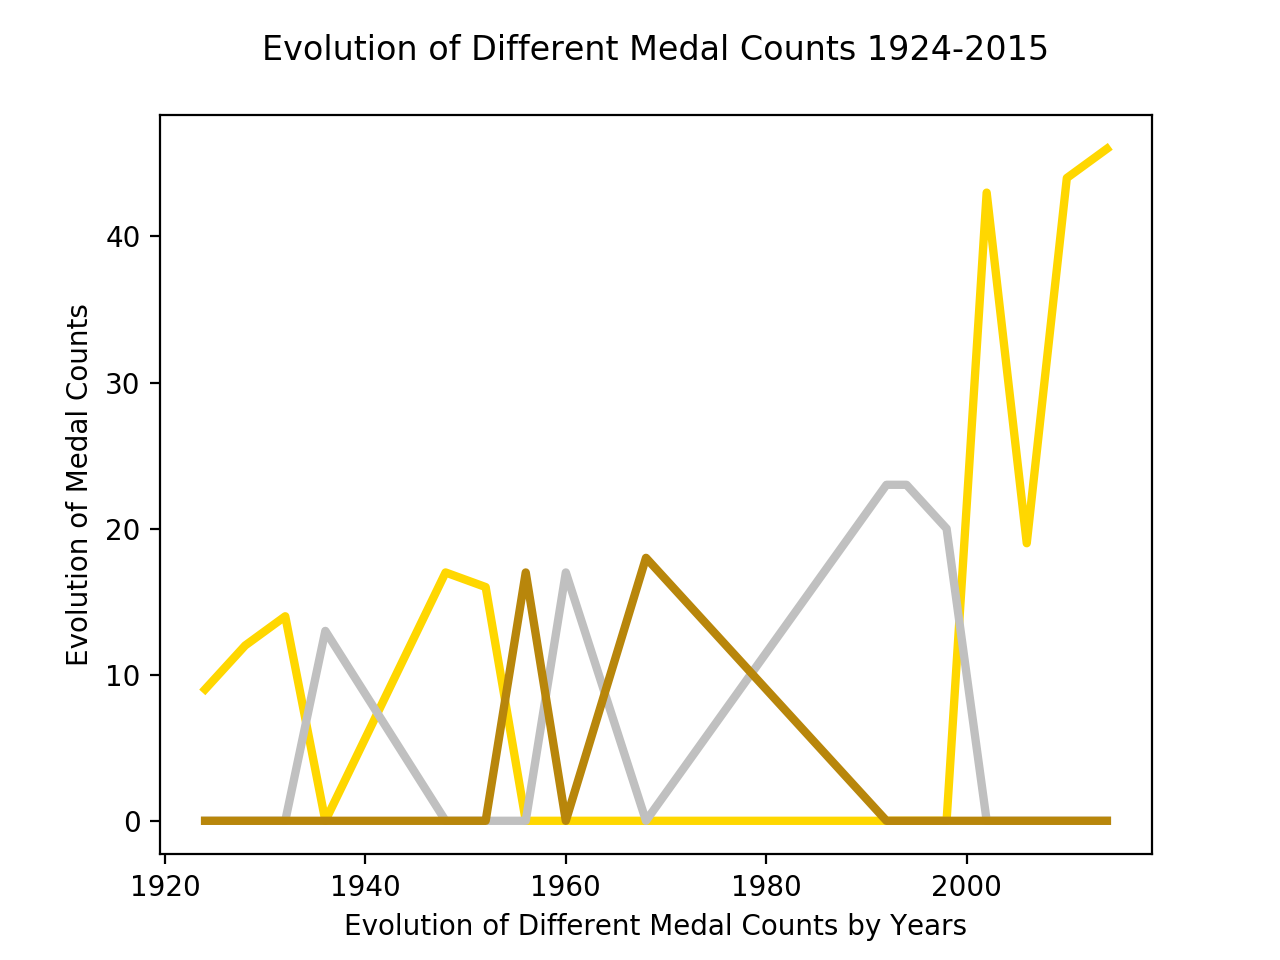 Evolution of Different Medal Counts 1924-2015
Evolution of Medal Counts
40
30
20
10
0
1920 1940 1960 1980 2000
Evolution of Different Medal Counts by Years